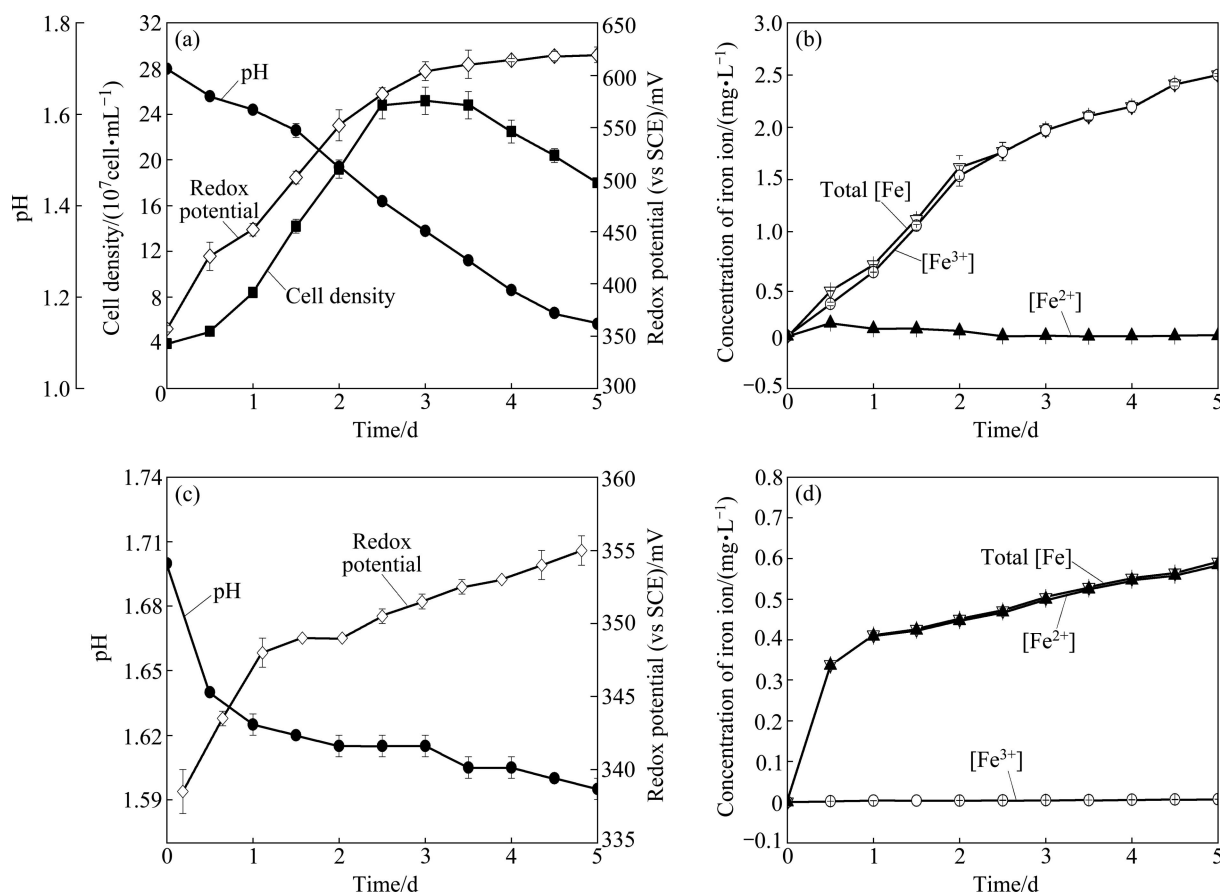 (a)
pH
Redox
potential
Cell density
1.8
1.6
1.4
1.2
1.0
pH
32
28
24
20
16
12
8
4
0
Cell density/(10⁷cell•mL⁻¹)
650
600
550
500
450
400
350
300
Redox potential (vs SCE)/mV
1
2
3
4
5
Time/d
(b)
Total [Fe]
[Fe³⁺]
[Fe²⁺]
3.0
2.5
2.0
1.5
1.0
0.5
0
−0.5
Concentration of iron ion/(mg•L⁻¹)
0
1
2
3
4
5
Time/d
(c)
pH
Redox
potential
1.74
1.71
1.68
1.65
1.62
1.59
pH
360
355
350
345
340
335
Redox potential (vs SCE)/mV
0
1
2
3
4
5
Time/d
(d)
Total [Fe]
[Fe²⁺]
[Fe³⁺]
0.8
0.7
0.6
0.5
0.4
0.3
0.2
0.1
0
−0.1
Concentration of iron ion/(mg•L⁻¹)
0
1
2
3
4
5
Time/d